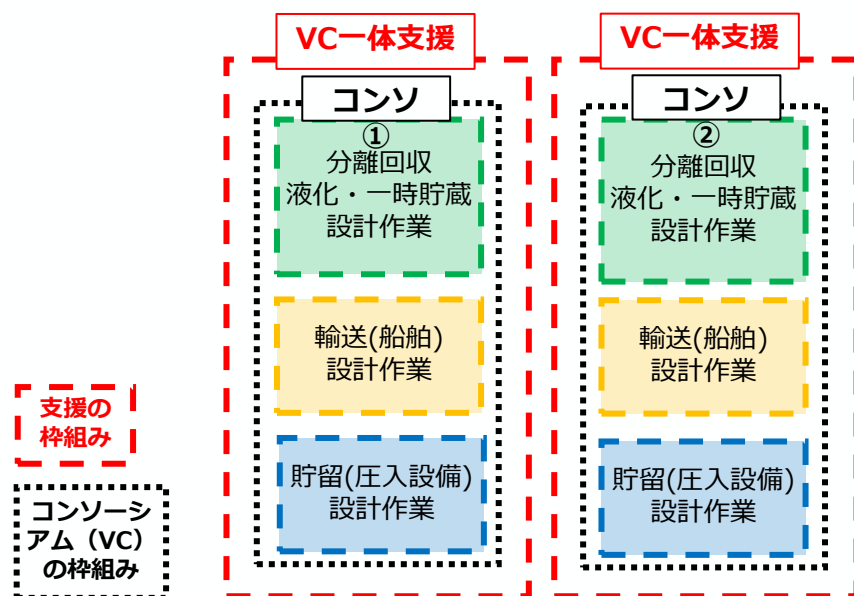 VC一体支援
コンソ
①
分離回収
液化・一時貯蔵
設計作業
輸送(船舶)
設計作業
貯留(圧入設備)
設計作業
VC一体支援
コンソ
②
分離回収
液化・一時貯蔵
設計作業
輸送(船舶)
設計作業
貯留(圧入設備)
設計作業
支援の
枠組み
コンソーシ
アム（VC）
の枠組み